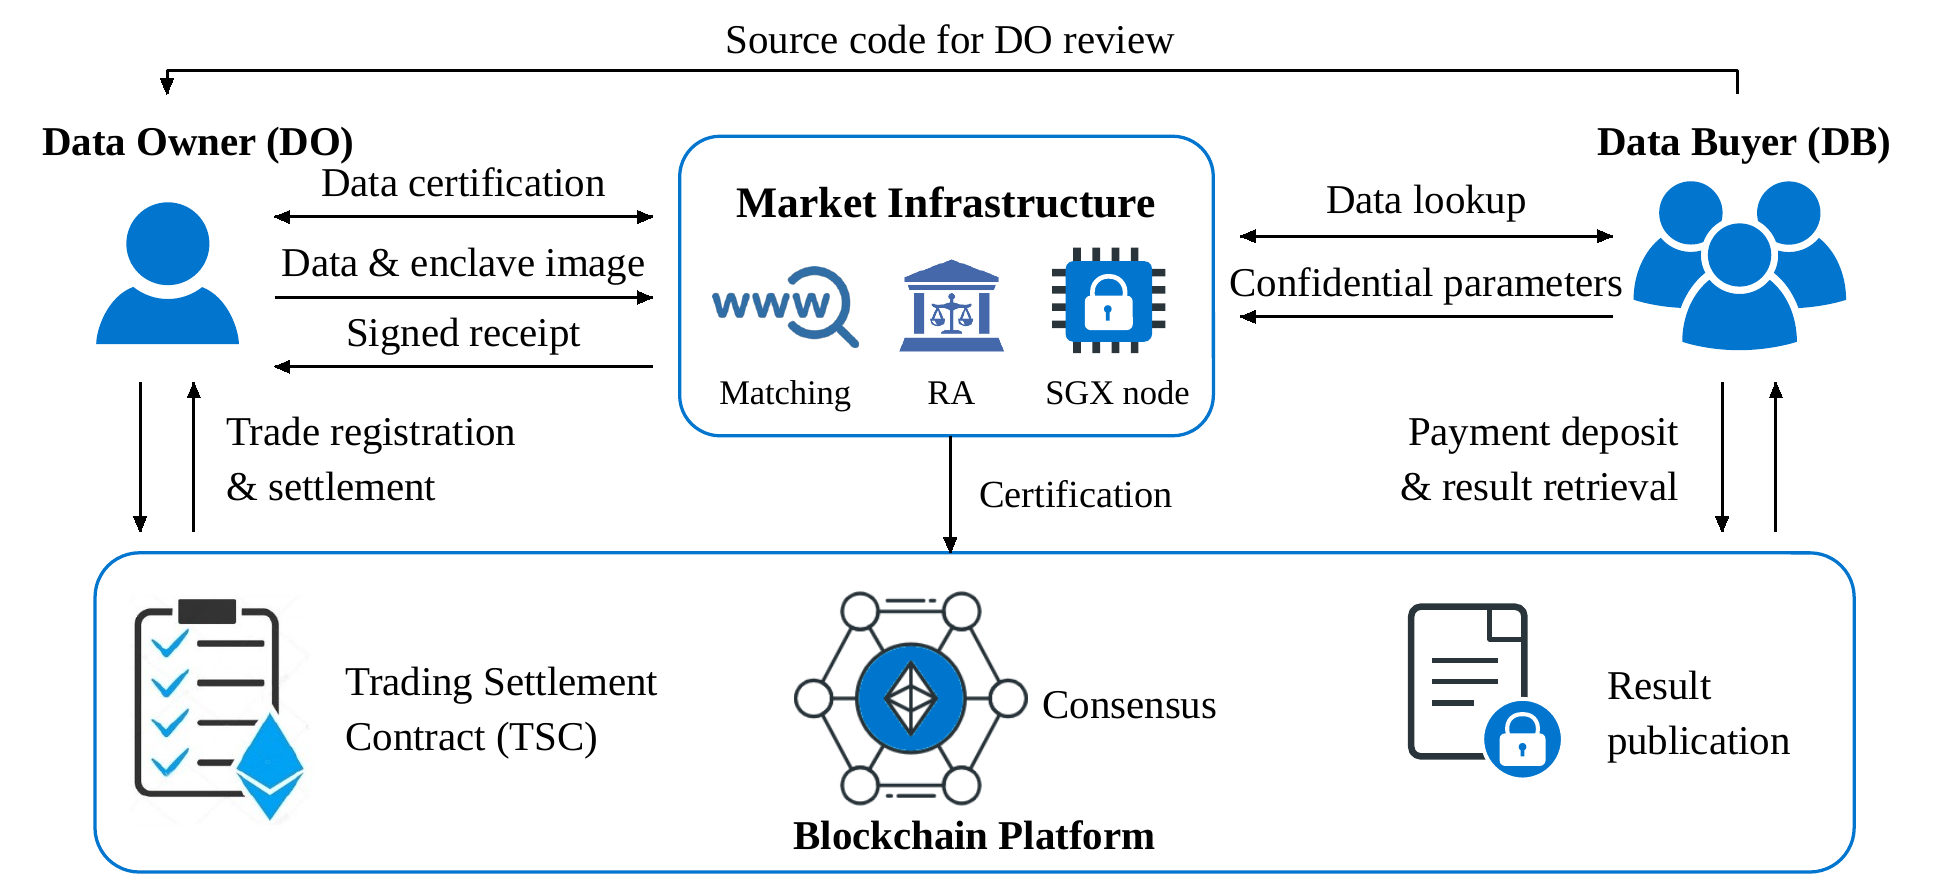 Source code for DO review
Data Owner (DO)
Data Buyer (DB)
Data certification
Data & enclave image
Signed receipt
Market Infrastructure
www
Matching
RA
SGX node
Data lookup
Confidential parameters
Trade registration
& settlement
Certification
Payment deposit
& result retrieval
Trading Settlement
Contract (TSC)
Consensus
Result
publication
Blockchain Platform